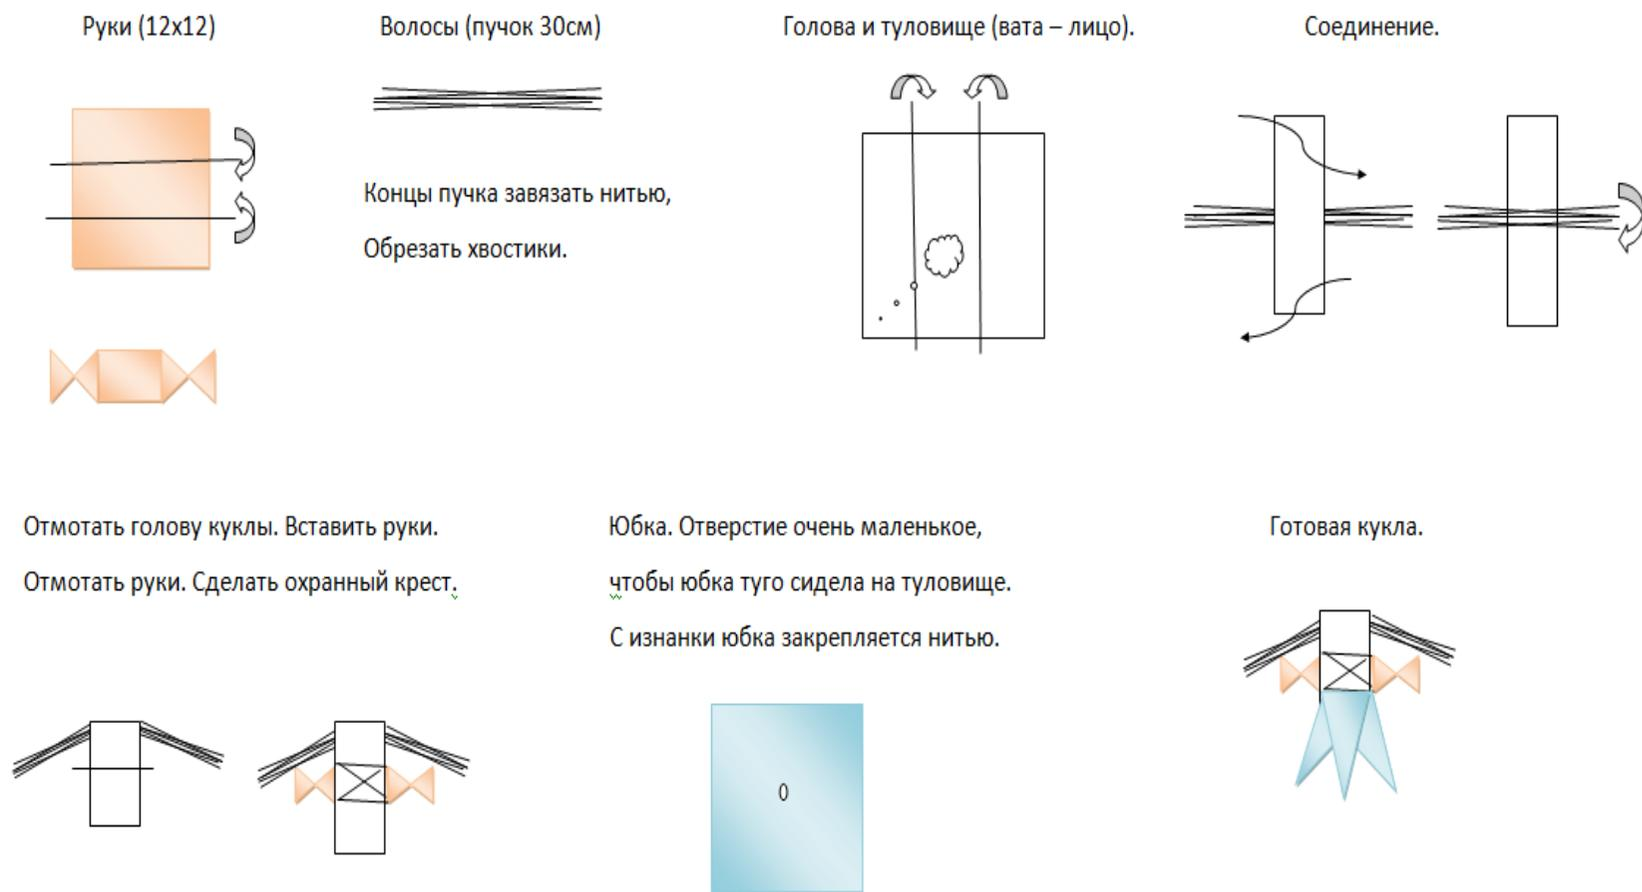 Руки (12х12)
Волосы (пучок 30см)
Голова и туловище (вата – лицо).
Соединение.
Концы пучка завязать нитью,
Обрезать хвостики.
Отмотать голову куклы. Вставить руки.
Отмотать руки. Сделать охранный крест.
Юбка. Отверстие очень маленькое,
чтобы юбка туго сидела на туловище.
С изнанки юбка закрепляется нитью.
Готовая кукла.